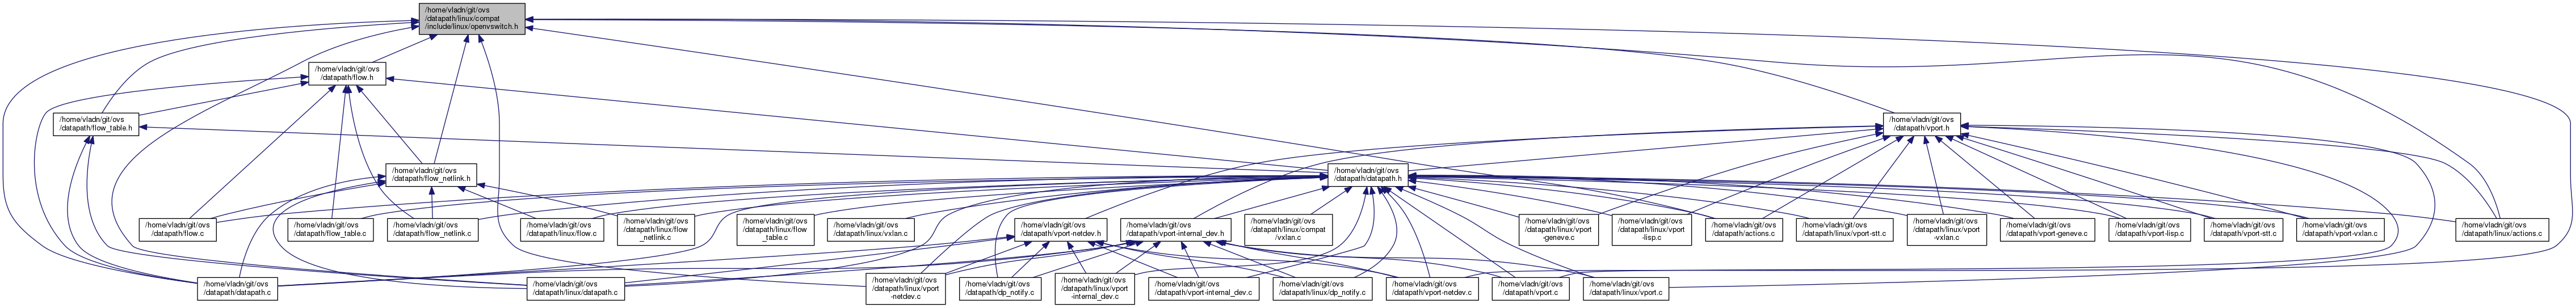 /home/vladn/git/ovs
/datapath/linux/compat
/include/linux/openvswitch.h
/home/vladn/git/ovs
/datapath/flow.h
/home/vladn/git/ovs
/datapath/flow_table.h
/home/vladn/git/ovs
/datapath/vport.h
/home/vladn/git/ovs
/datapath/flow_netlink.h
/home/vladn/git/ovs
/datapath/datapath.h
/home/vladn/git/ovs
/datapath/flow.c
/home/vladn/git/ovs
/datapath/flow_table.c
/home/vladn/git/ovs
/datapath/flow_netlink.c
/home/vladn/git/ovs
/datapath/linux/flow.c
/home/vladn/git/ovs
/datapath/linux/flow
_netlink.c
/home/vladn/git/ovs
/datapath/linux/flow
_table.c
/home/vladn/git/ovs
/datapath/linux/vxlan.c
/home/vladn/git/ovs
/datapath/vport-netdev.h
/home/vladn/git/ovs
/datapath/vport-internal_dev.h
/home/vladn/git/ovs
/datapath/linux/compat
/vxlan.c
/home/vladn/git/ovs
/datapath/linux/vport
-geneve.c
/home/vladn/git/ovs
/datapath/linux/vport
-lisp.c
/home/vladn/git/ovs
/datapath/actions.c
/home/vladn/git/ovs
/datapath/linux/vport-stt.c
/home/vladn/git/ovs
/datapath/linux/vport
-vxlan.c
/home/vladn/git/ovs
/datapath/vport-geneve.c
/home/vladn/git/ovs
/datapath/vport-lisp.c
/home/vladn/git/ovs
/datapath/vport-stt.c
/home/vladn/git/ovs
/datapath/vport-vxlan.c
/home/vladn/git/ovs
/datapath/linux/actions.c
/home/vladn/git/ovs
/datapath/datapath.c
/home/vladn/git/ovs
/datapath/linux/datapath.c
/home/vladn/git/ovs
/datapath/linux/vport
-netdev.c
/home/vladn/git/ovs
/datapath/dp_notify.c
/home/vladn/git/ovs
/datapath/linux/vport
-internal_dev.c
/home/vladn/git/ovs
/datapath/vport-internal_dev.c
/home/vladn/git/ovs
/datapath/linux/dp_notify.c
/home/vladn/git/ovs
/datapath/vport-netdev.c
/home/vladn/git/ovs
/datapath/vport.c
/home/vladn/git/ovs
/datapath/linux/vport.c